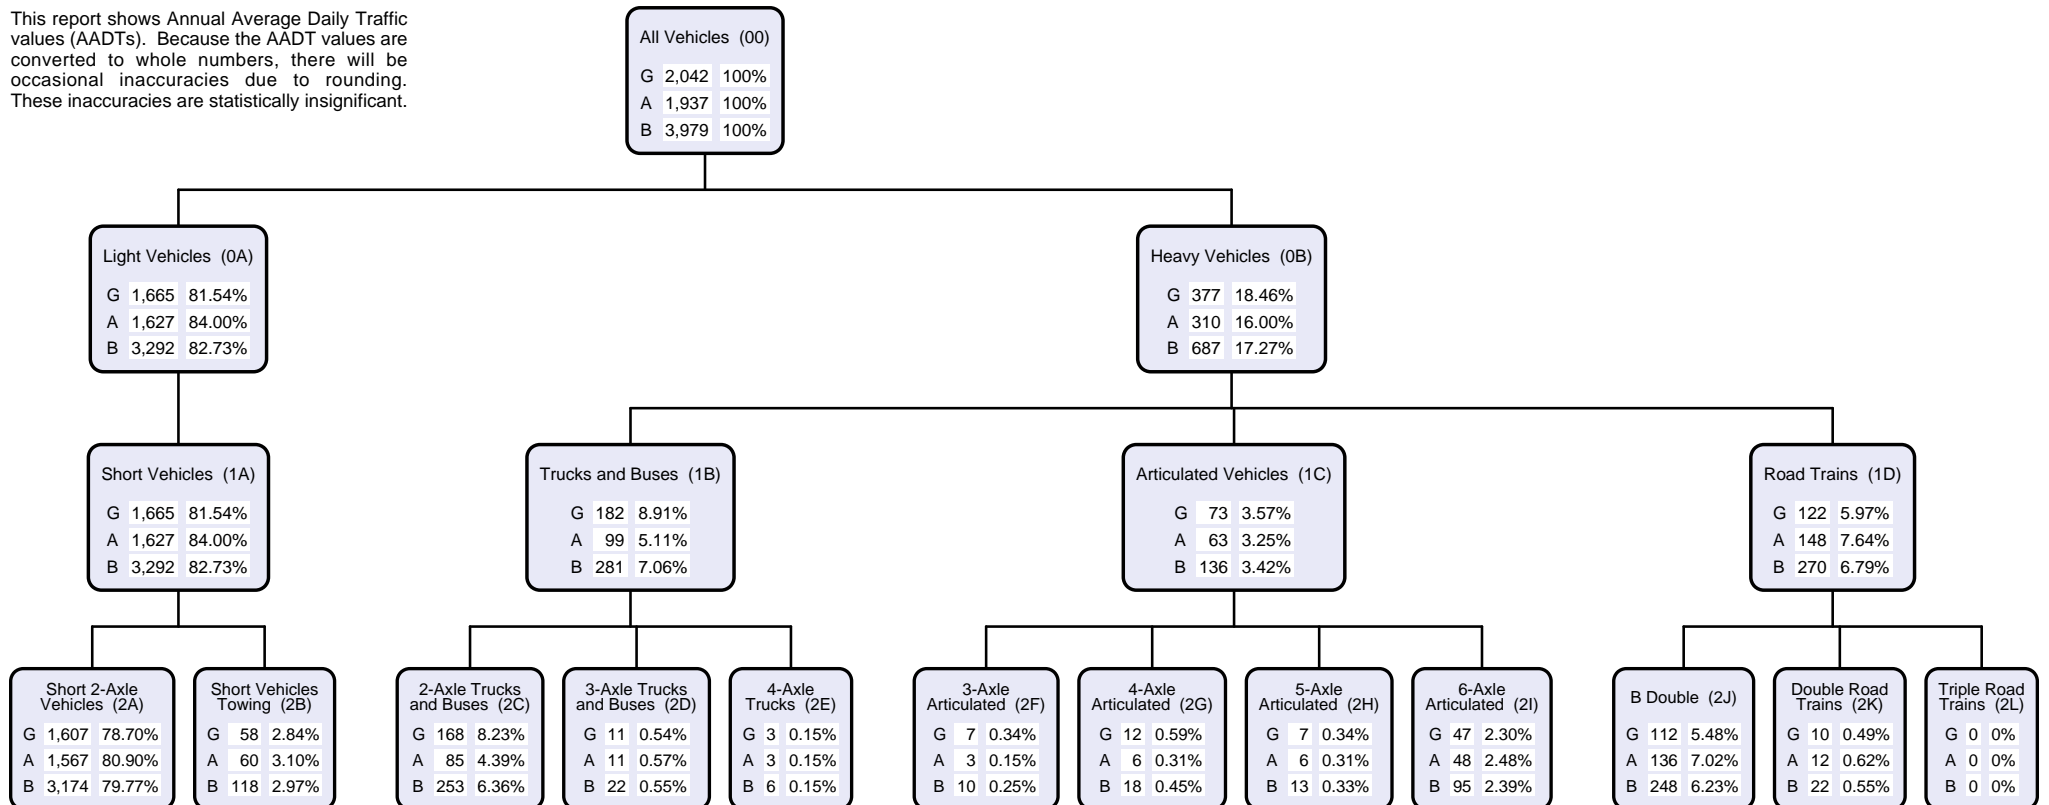 This report shows Annual Average Daily Traffic
values (AADTs). Because the AADT values are
converted to whole numbers, there will be
occasional inaccuracies due to rounding.
These inaccuracies are statistically insignificant.
All Vehicles (00)
G 2,042 100%
A 1,937 100%
B 3,979 100%
Light Vehicles (0A)
G 1,665 81.54%
A 1,627 84.00%
B 3,292 82.73%
Heavy Vehicles (0B)
G 377 18.46%
A 310 16.00%
B 687 17.27%
Short Vehicles (1A)
G 1,665 81.54%
A 1,627 84.00%
B 3,292 82.73%
Trucks and Buses (1B)
G 182 8.91%
A 99 5.11%
B 281 7.06%
Articulated Vehicles (1C)
G 73 3.57%
A 63 3.25%
B 136 3.42%
Road Trains (1D)
G 122 5.97%
A 148 7.64%
B 270 6.79%
Short 2-Axle
Vehicles (2A)
G 1,607 78.70%
A 1,567 80.90%
B 3,174 79.77%
Short Vehicles
Towing (2B)
G 58 2.84%
A 60 3.10%
B 118 2.97%
2-Axle Trucks
and Buses (2C)
G 168 8.23%
A 85 4.39%
B 253 6.36%
3-Axle Trucks
and Buses (2D)
G 11 0.54%
A 11 0.57%
B 22 0.55%
4-Axle
Trucks (2E)
G 3 0.15%
A 3 0.15%
B 6 0.15%
3-Axle
Articulated (2F)
G 7 0.34%
A 3 0.15%
B 10 0.25%
4-Axle
Articulated (2G)
G 12 0.59%
A 6 0.31%
B 18 0.45%
5-Axle
Articulated (2H)
G 7 0.34%
A 6 0.31%
B 13 0.33%
6-Axle
Articulated (2I)
G 47 2.30%
A 48 2.48%
B 95 2.39%
B Double (2J)
G 112 5.48%
A 136 7.02%
B 248 6.23%
Double Road
Trains (2K)
G 10 0.49%
A 12 0.62%
B 22 0.55%
Triple Road
Trains (2L)
G 0 0%
A 0 0%
B 0 0%